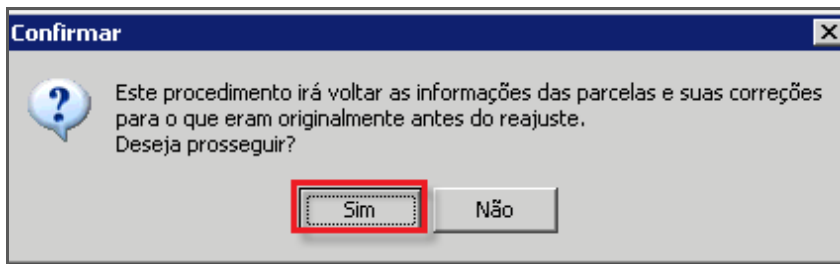 Confirmar
Este procedimento irá voltar as informações das parcelas e suas correções
para o que eram originalmente antes do reajuste.
Deseja prosseguir?
Sim Não